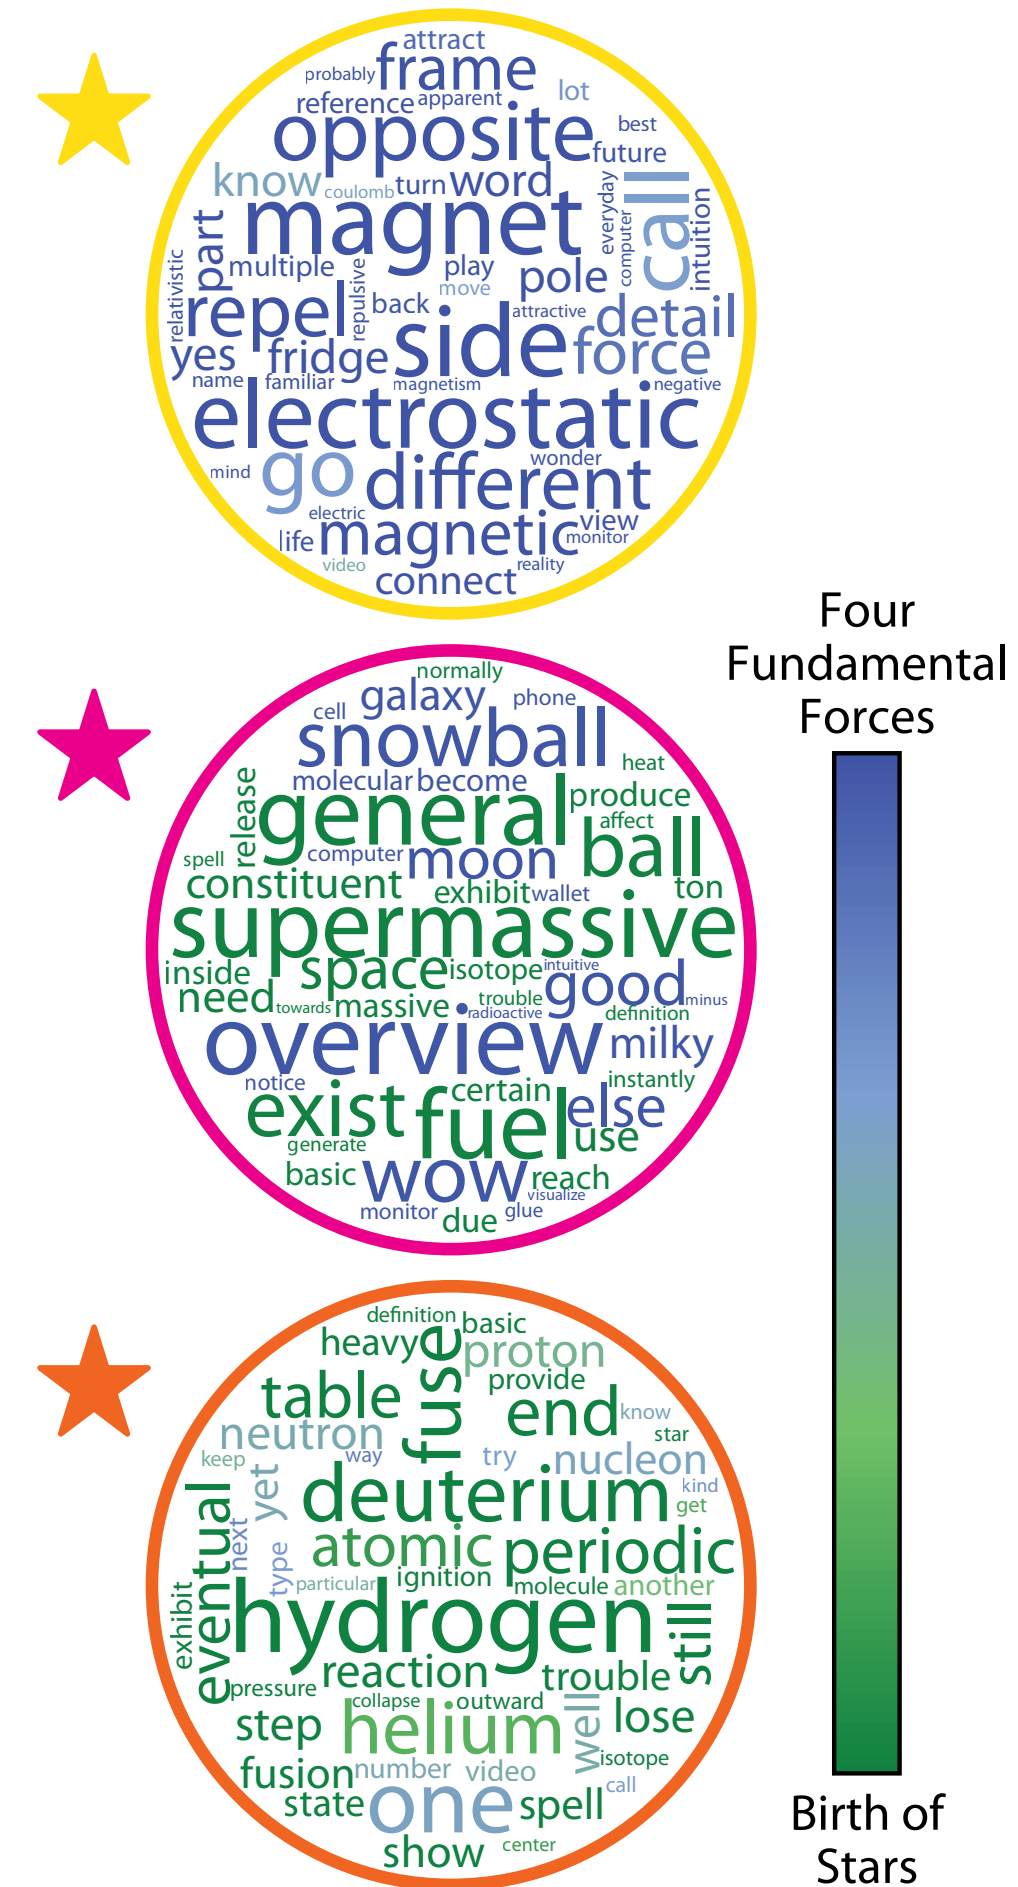 attract
probably frame
reference apparent lot
opposite best
future
know coulomb turn word
everyday
computer
call
intuition
magnet
part
relativistic
multiple
repulsive
play
move
pole
repel back
attractive detail
side force
yes fridge
name familiar magnetism negative
electrostatic
mind go different wonder
electric
life magnetic view
monitor
video reality
connect
Four
Fundamental
Forces
normally
cell galaxy phone
snowball
heat
molecular become
release
general produce
affect
ball
spell computer moon
constituent exhibit wallet ton
supermassive
inside space isotope intuitive
need towards massive trouble good minus
radioactive definition
overview milky
notice certain instantly
exist fuel else
generate use
basic wow reach
visualize
monitor due glue
definition basic
heavy fuse proton
provide
table end know
neutron star
keep way try nucleon
yet kind
deuterium get
eventual
next
type
atomic periodic
ignition
particular molecule another
exhibit
hydrogen still
reaction trouble
pressure collapse outward
step helium well lose
isotope
fusion number video
call
state one spell
show center
Birth of
Stars